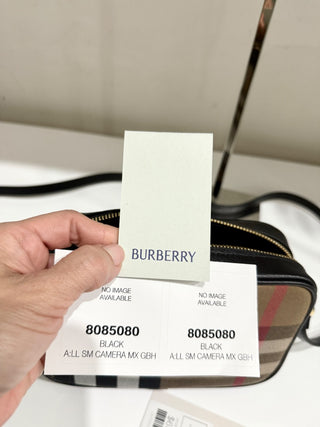 BURBERRY
NO IMAGE
AVAILABLE
8085080
BLACK
A:LL SM CAMERA MX GBH
NO IMAGE
AVAILABLE
8085080
BLACK
A:LL SM CAMERA MX GBH